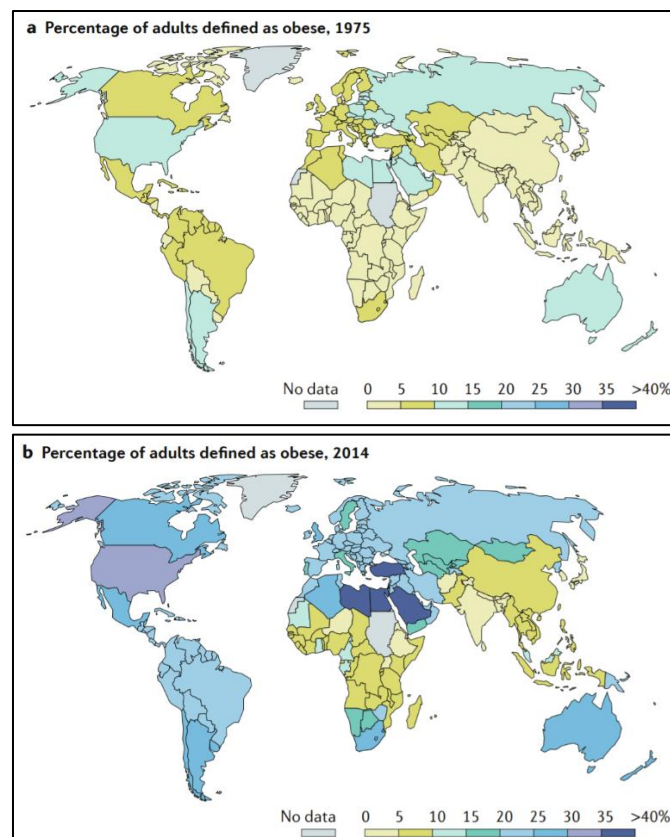 a Percentage of adults defined as obese, 1975
No data 0 5 10 15 20 25 30 35 >40%
b Percentage of adults defined as obese, 2014
No data 0 5 10 15 20 25 30 35 >40%